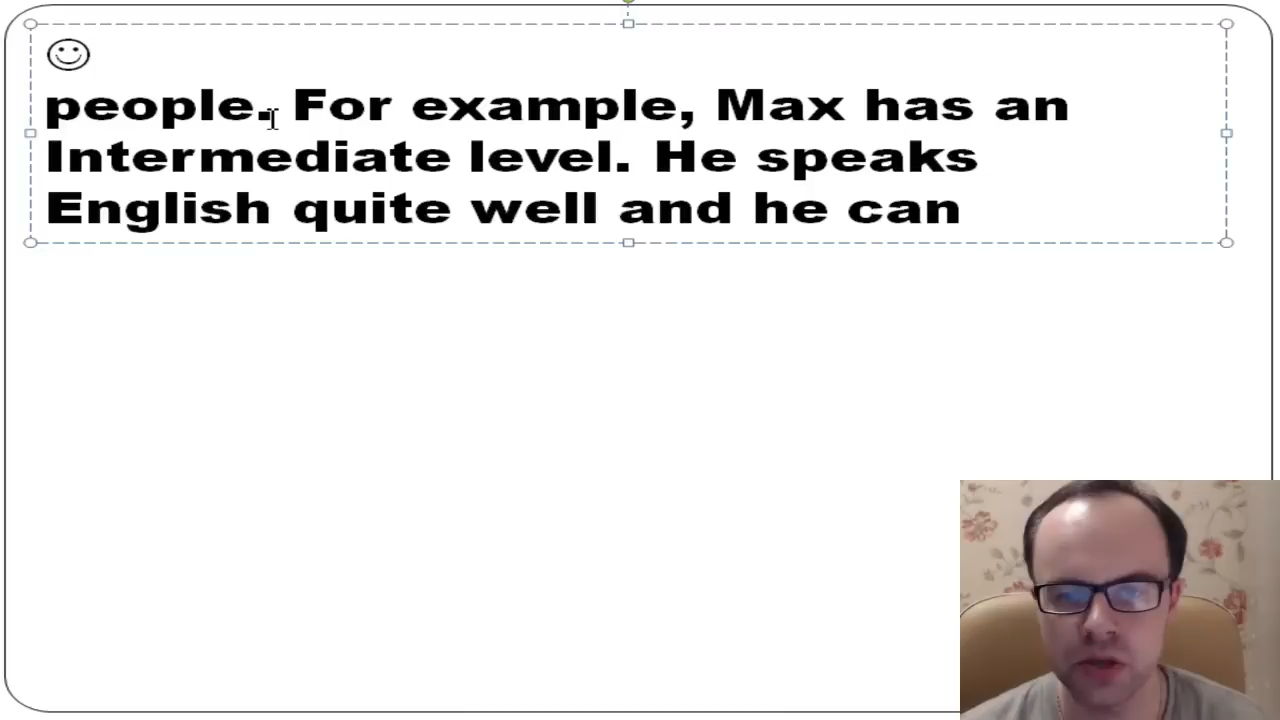 people. For example, Max has an
Intermediate level. He speaks
English quite well and he can